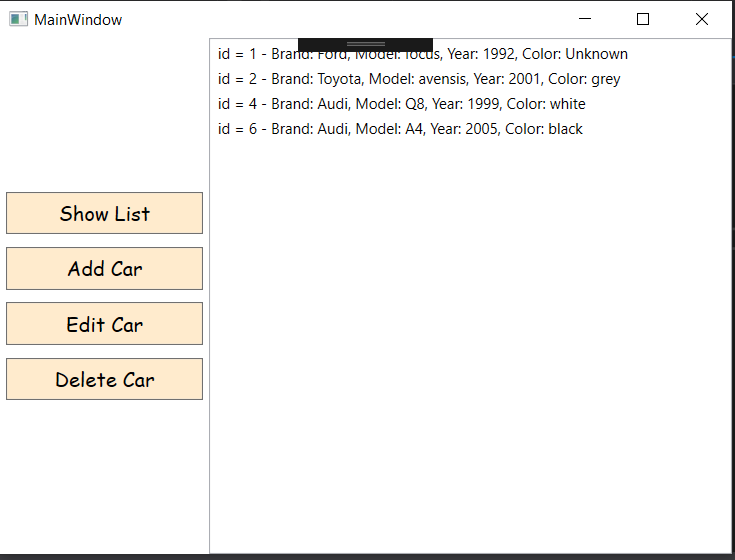 MainWindow
id = 1 - Brand: Ford, Model: focus, Year: 1992, Color: Unknown
id = 2 - Brand: Toyota, Model: avensis, Year: 2001, Color: grey
id = 4 - Brand: Audi, Model: Q8, Year: 1999, Color: white
id = 6 - Brand: Audi, Model: A4, Year: 2005, Color: black
Show List
Add Car
Edit Car
Delete Car